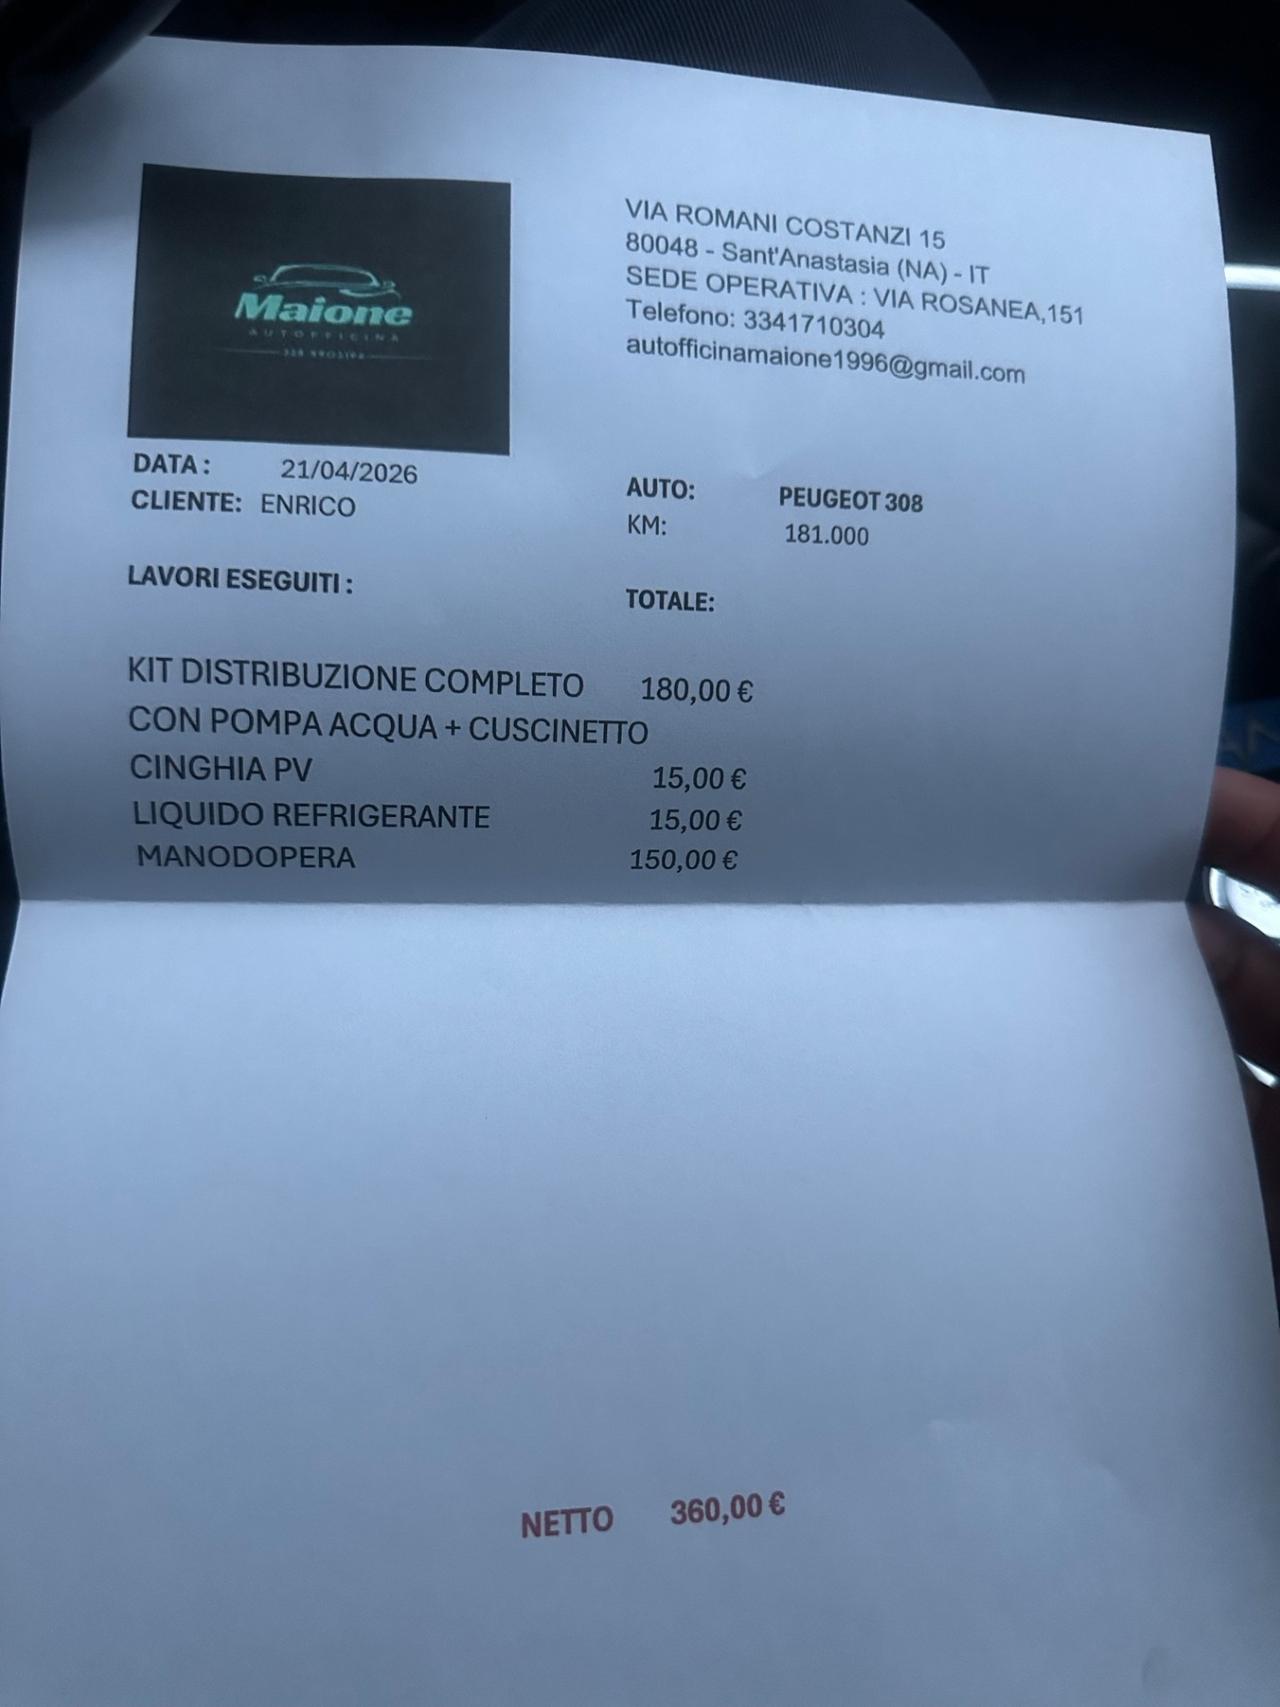 Maione
AUTOFFICINA
VIA ROMANI COSTANZI 15
80048 - Sant'Anastasia (NA) - IT
SEDE OPERATIVA : VIA ROSANEA,151
Telefono: 3341710304
autofficinamaione1996@gmail.com
DATA : 21/04/2026
CLIENTE: ENRICO
AUTO: PEUGEOT 308
KM: 181.000
LAVORI ESEGUITI : TOTALE:
KIT DISTRIBUZIONE COMPLETO 180,00 €
CON POMPA ACQUA + CUSCINETTO
CINGHIA PV 15,00 €
LIQUIDO REFRIGERANTE 15,00 €
MANODOPERA 150,00 €
NETTO 360,00 €